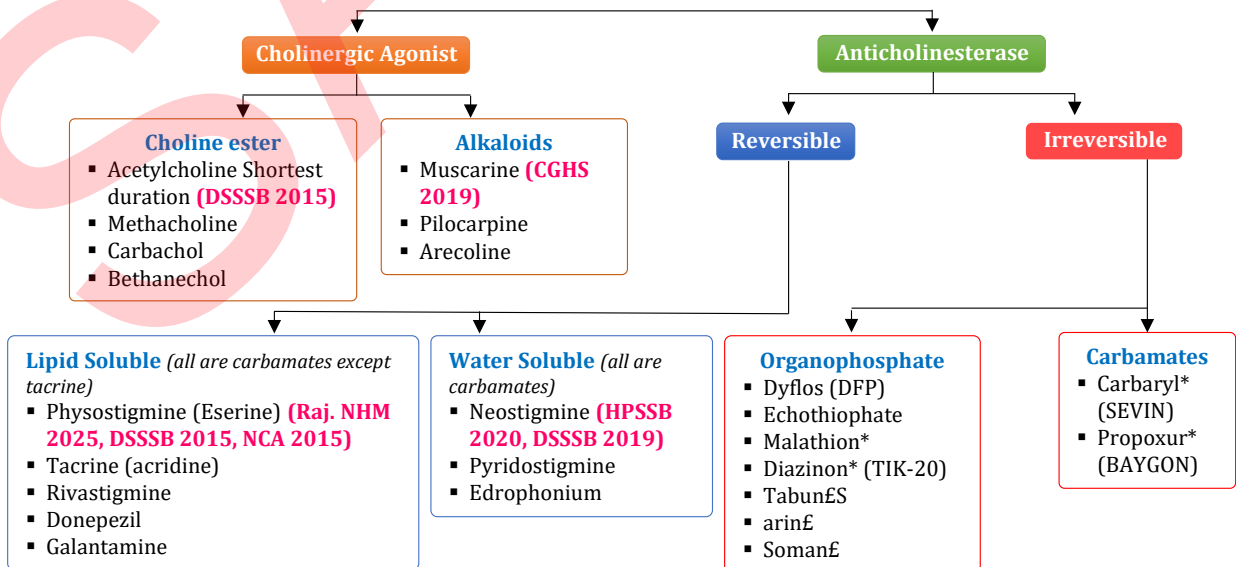 Cholinergic Agonist
Anticholinesterase
Choline ester
▪ Acetylcholine Shortest
duration (DSSSB 2015)
▪ Methacholine
▪ Carbachol
▪ Bethanechol
Alkaloids
▪ Muscarine (CGHS
2019)
▪ Pilocarpine
▪ Arecoline
Reversible
Irreversible
Lipid Soluble (all are carbamates except
tacrine)
▪ Physostigmine (Eserine) (Raj. NHM
2025, DSSSB 2015, NCA 2015)
▪ Tacrine (acridine)
▪ Rivastigmine
▪ Donepezil
▪ Galantamine
Water Soluble (all are
carbamates)
▪ Neostigmine (HPSSB
2020, DSSSB 2019)
▪ Pyridostigmine
▪ Edrophonium
Organophosphate
▪ Dyflos (DFP)
▪ Echothiophate
▪ Malathion*
▪ Diazinon* (TIK-20)
▪ Tabun£S
▪ arin£
▪ Soman£
Carbamates
▪ Carbaryl*
(SEVIN)
▪ Propoxur*
(BAYGON)